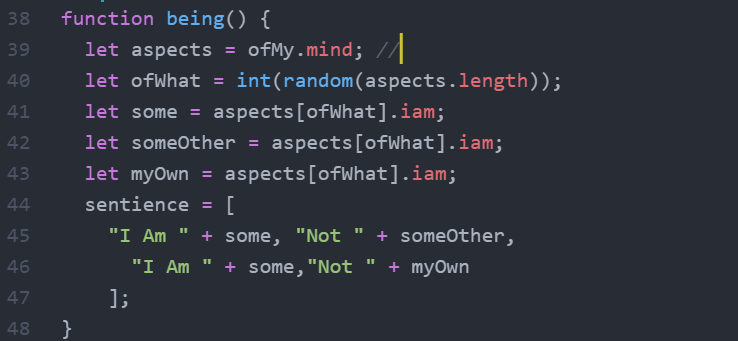 38 function being() {
39 let aspects = ofMy.mind; //
40 let ofWhat = int(random(aspects.length));
41 let some = aspects[ofWhat].iam;
42 let someOther = aspects[ofWhat].iam;
43 let myOwn = aspects[ofWhat].iam;
44 sentience = [
45 "I Am " + some, "Not " + someOther,
46 "I Am " + some,"Not " + myOwn
47 ];
48 }